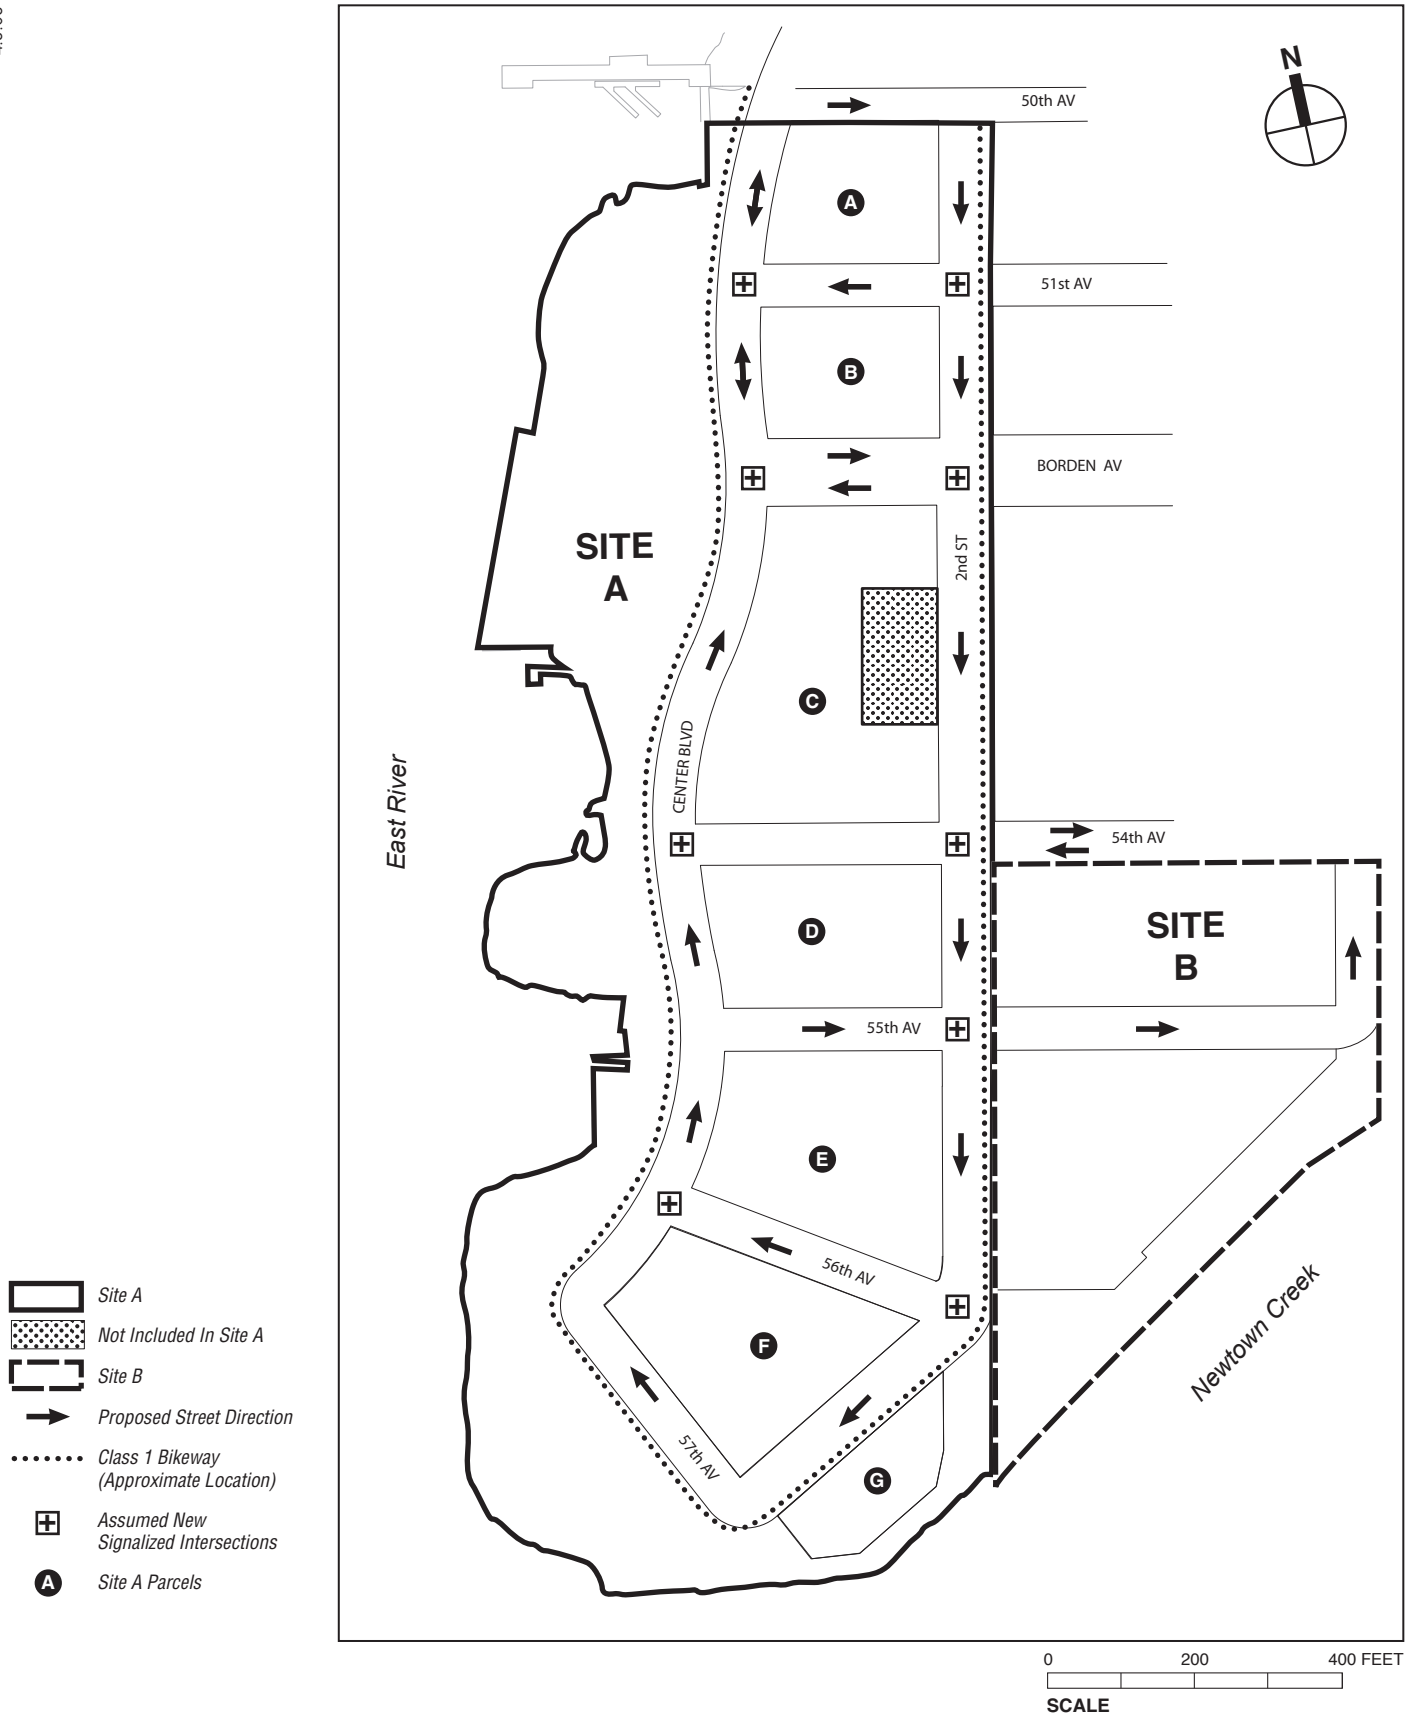 N
50th AV
A
51st AV
B
BORDEN AV
SITE
A
2nd ST
C
CENTER BLVD
East River
54th AV
D
SITE
B
55th AV
E
56th AV
F
57th AV
G
Newtown Creek
Site A
Not Included In Site A
Site B
Proposed Street Direction
Class 1 Bikeway
(Approximate Location)
Assumed New
Signalized Intersections
A
Site A Parcels
0 200 400 FEET
SCALE